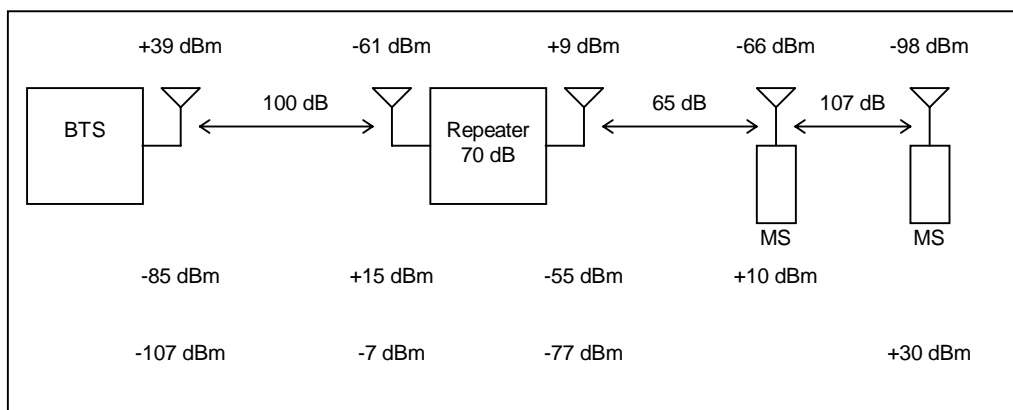 +39 dBm -61 dBm +9 dBm -66 dBm -98 dBm
100 dB 65 dB 107 dB
BTS Repeater
70 dB
MS MS
-85 dBm +15 dBm -55 dBm +10 dBm
-107 dBm -7 dBm -77 dBm +30 dBm